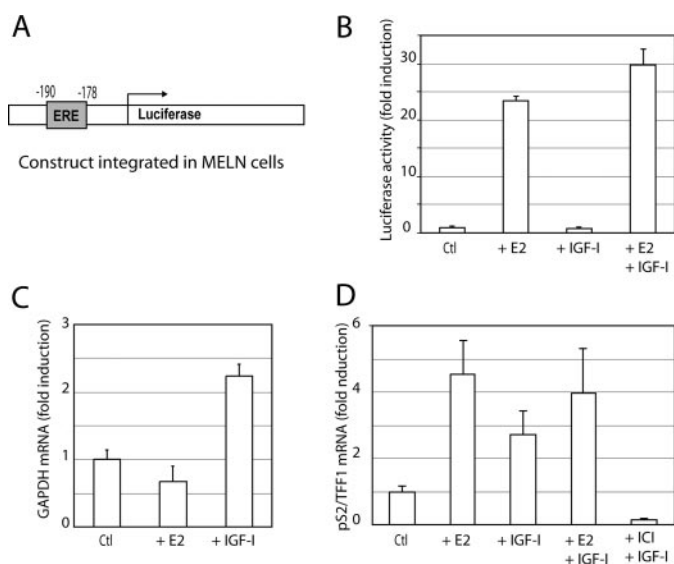 A
-190
-178
ERE
Luciferase
Construct integrated in MELN cells
B
Luciferase activity (fold induction)
30
20
10
0
Ctl
+ E2
+ IGF-I
+ E2
+ IGF-I
C
GAPDH mRNA (fold induction)
3
2
1
0
Ctl
+ E2
+ IGF-I
D
pS2/TFF1 mRNA (fold nduction)
6
4
2
0
Ctl
+ E2
+ IGF-I
+ E2
+ IGF-I
+ ICI
+ IGF-I